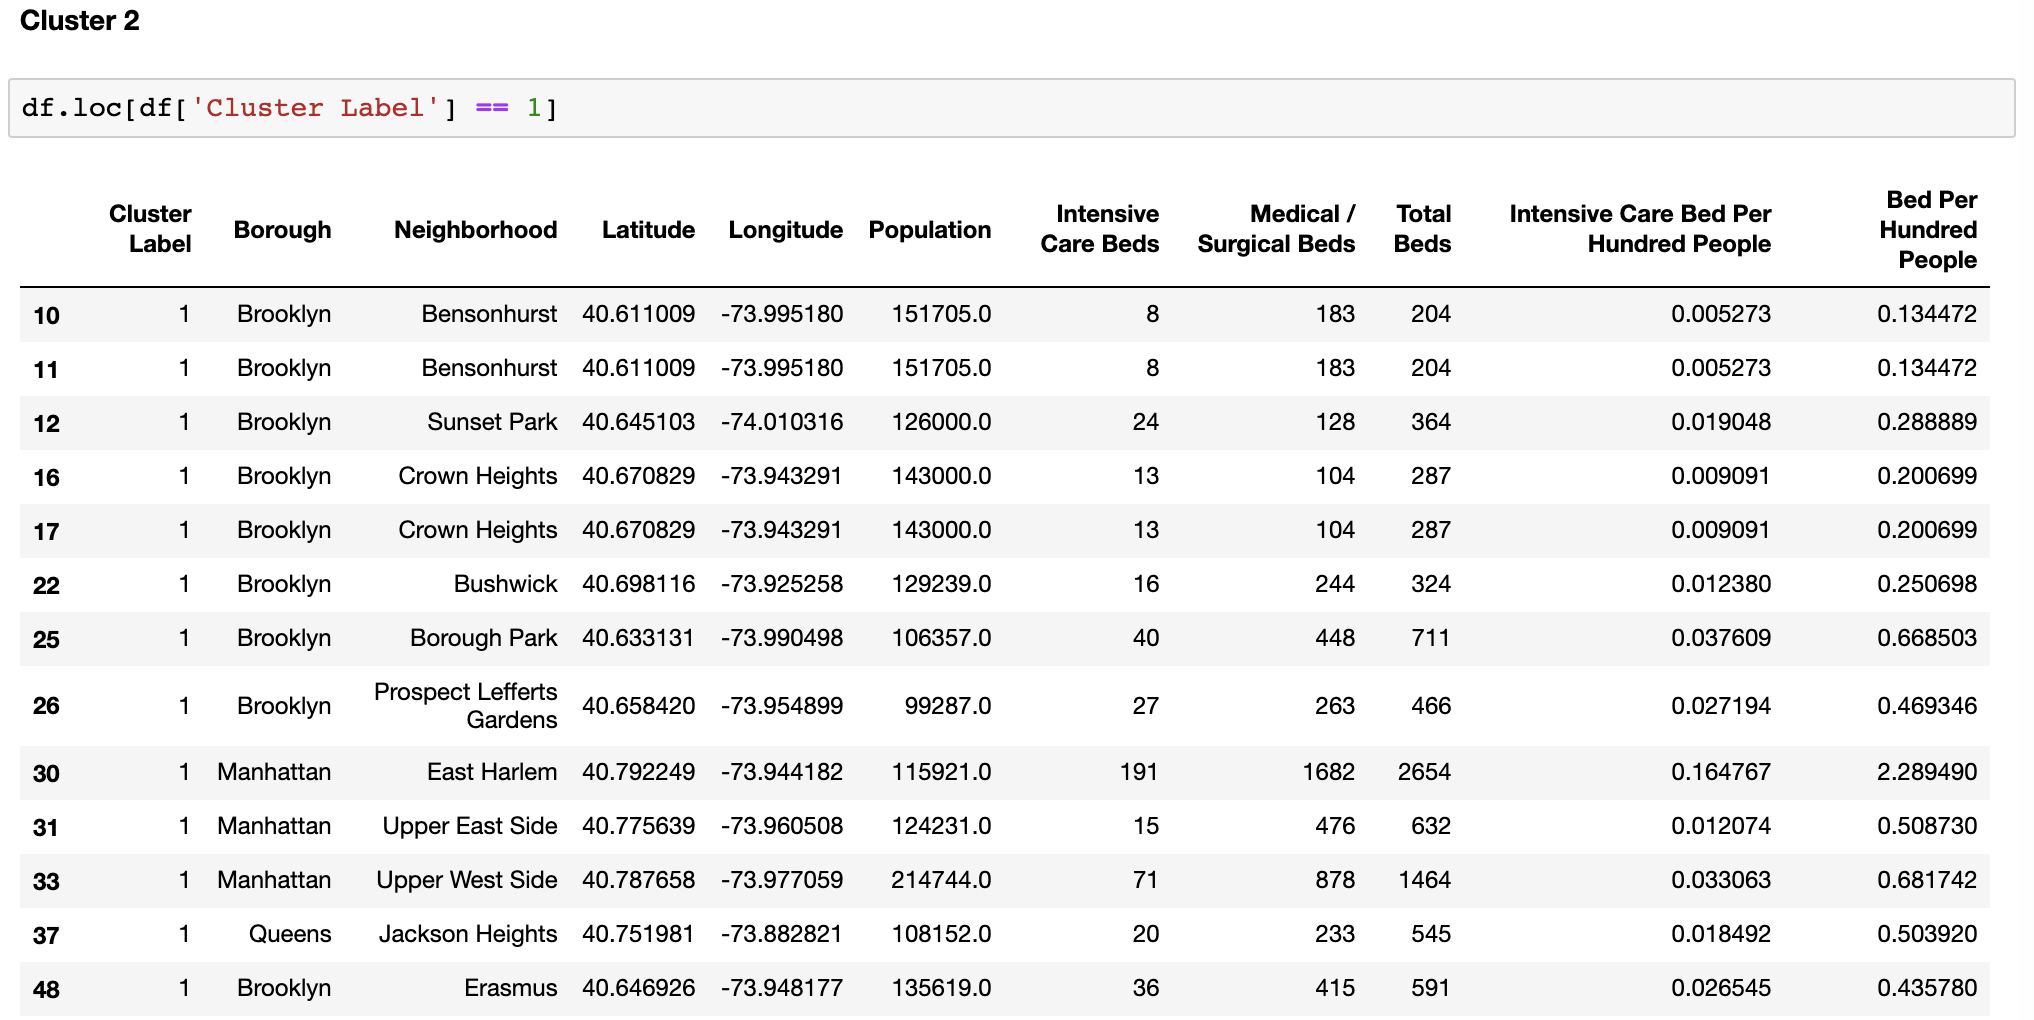 Cluster 2
df.loc[df['Cluster Label'] == 1]
Cluster Label Borough Neighborhood Latitude Longitude Population Intensive Care Beds Medical / Surgical Beds Total Beds Intensive Care Bed Per Hundred People Bed Per Hundred People
10 1 Brooklyn Bensonhurst 40.611009 -73.995180 151705.0 8 183 204 0.005273 0.134472
11 1 Brooklyn Bensonhurst 40.611009 -73.995180 151705.0 8 183 204 0.005273 0.134472
12 1 Brooklyn Sunset Park 40.645103 -74.010316 126000.0 24 128 364 0.019048 0.288889
16 1 Brooklyn Crown Heights 40.670829 -73.943291 143000.0 13 104 287 0.009091 0.200699
17 1 Brooklyn Crown Heights 40.670829 -73.943291 143000.0 13 104 287 0.009091 0.200699
22 1 Brooklyn Bushwick 40.698116 -73.925258 129239.0 16 244 324 0.012380 0.250698
25 1 Brooklyn Borough Park 40.633131 -73.990498 106357.0 40 448 711 0.037609 0.668503
26 1 Brooklyn Prospect Lefferts Gardens 40.658420 -73.954899 99287.0 27 263 466 0.027194 0.469346
30 1 Manhattan East Harlem 40.792249 -73.944182 115921.0 191 1682 2654 0.164767 2.289490
31 1 Manhattan Upper East Side 40.775639 -73.960508 124231.0 15 476 632 0.012074 0.508730
33 1 Manhattan Upper West Side 40.787658 -73.977059 214744.0 71 878 1464 0.033063 0.681742
37 1 Queens Jackson Heights 40.751981 -73.882821 108152.0 20 233 545 0.018492 0.503920
48 1 Brooklyn Erasmus 40.646926 -73.948177 135619.0 36 415 591 0.026545 0.435780